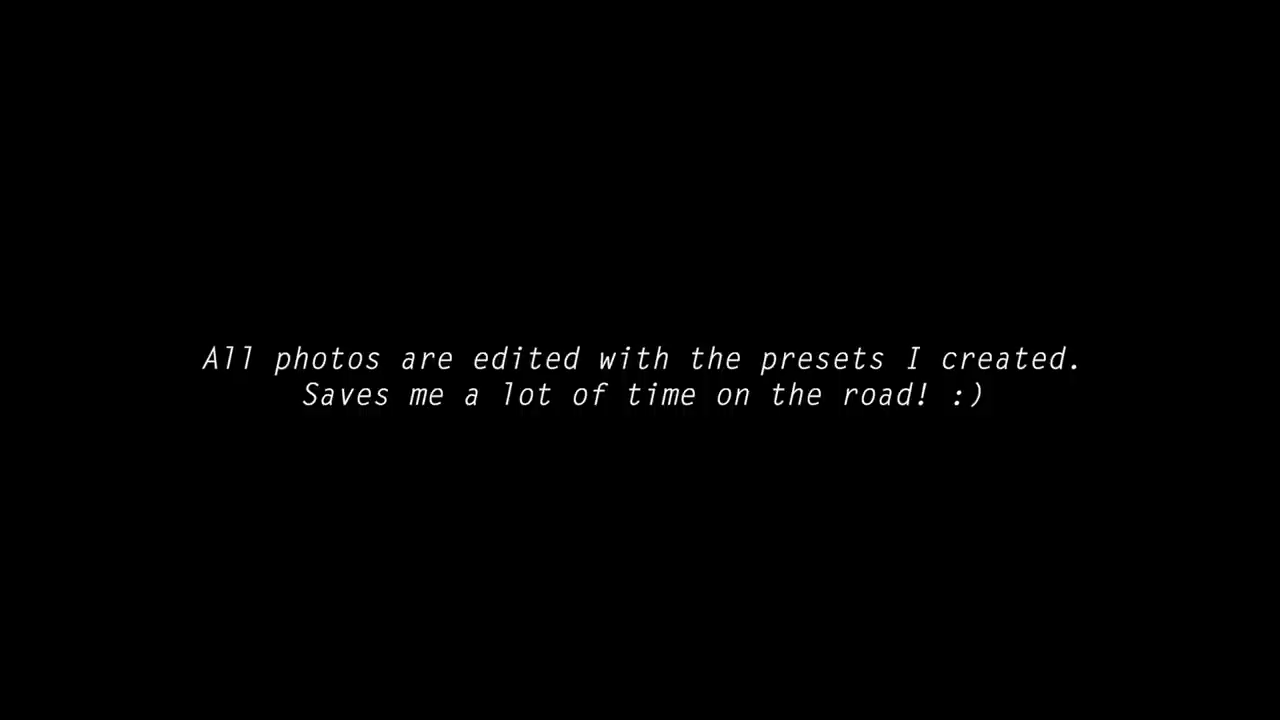 All photos are edited with the presets I created.
Saves me a lot of time on the road! :)